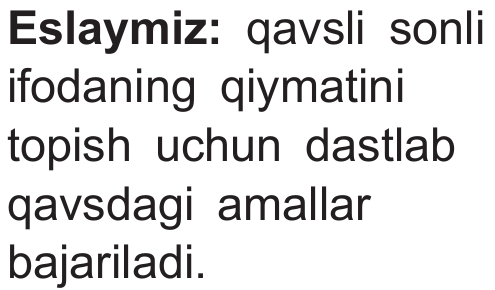 Eslaymiz: qavsli sonli
ifodaning qiymatini
topish uchun dastlab
qavsdagi amallar
bajariladi.